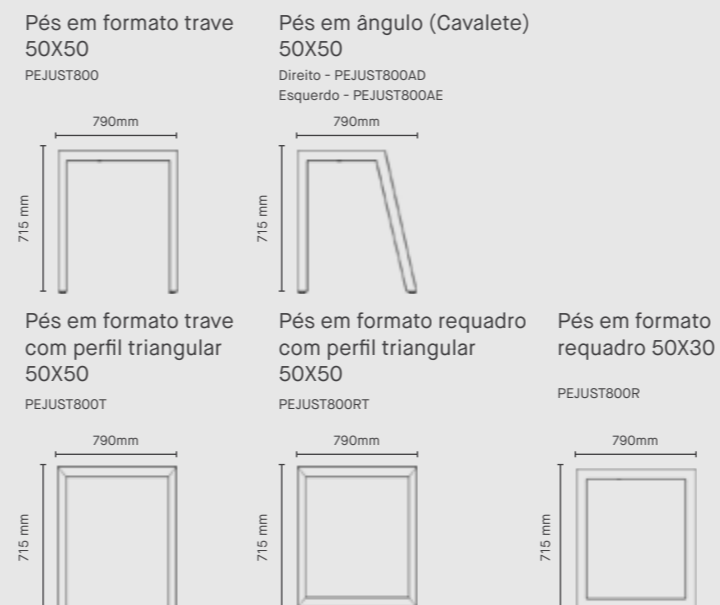 Pés em formato trave
50X50
PEJUST800
790mm
715 mm
Pés em ângulo (Cavalete)
50X50
Direito - PEJUST800AD
Esquerdo - PEJUST800AE
790mm
715 mm
Pés em formato trave
com perfil triangular
50X50
PEJUST800T
790mm
715 mm
Pés em formato requadro
com perfil triangular
50X50
PEJUST800RT
790mm
715 mm
Pés em formato
requadro 50X30
PEJUST800R
790mm
715 mm